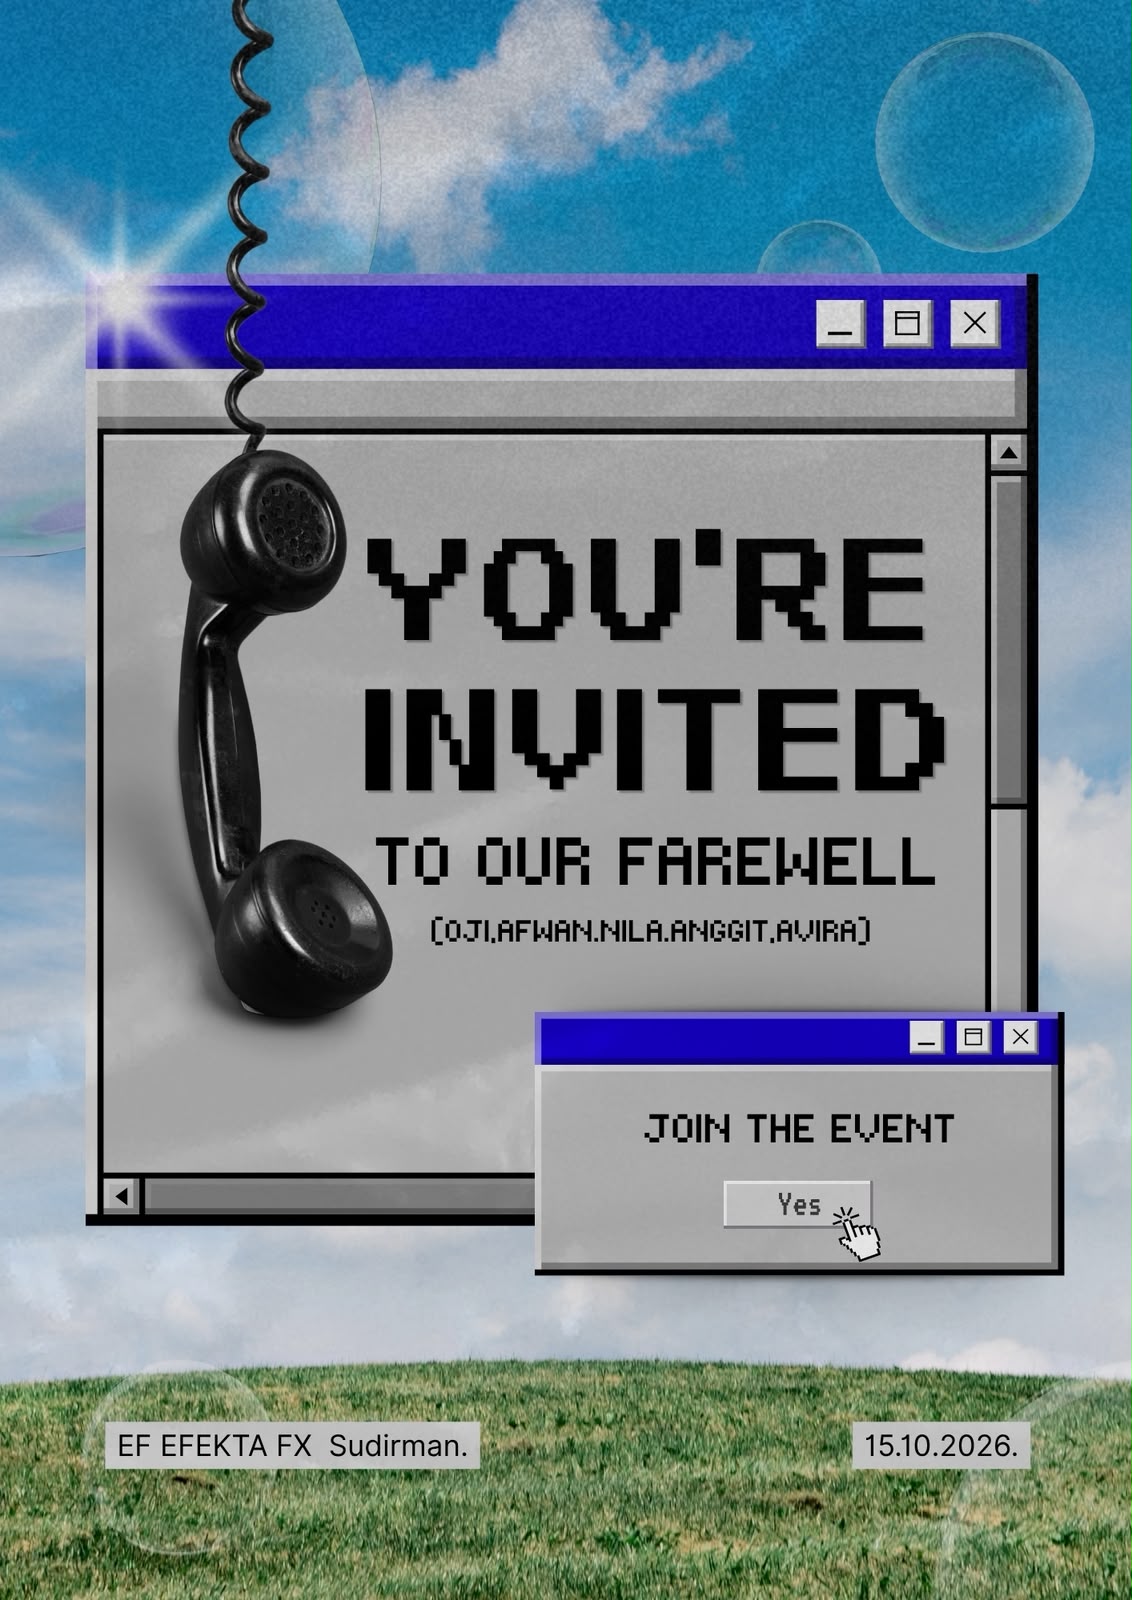 YOU'RE
INVITED
TO OUR FAREWELL
(OJI,AFWAN.NILA.ANGGIT,AVIRA)
JOIN THE EVENT
Yes
EF EFEKTA FX Sudirman.
15.10.2026.